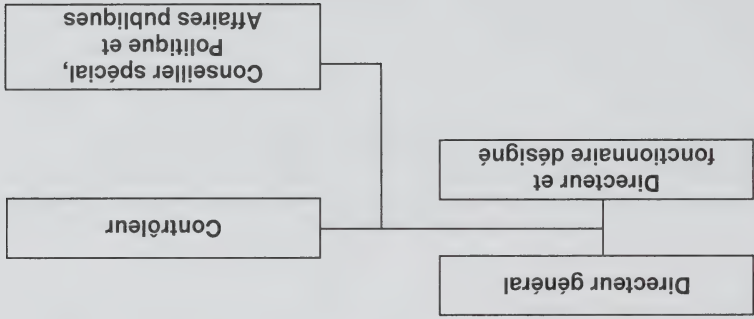 Directeur général
Contrôleur
Directeur et
fonctionnaire désigné
Conseiller spécial,
Politique et
Affaires publiques